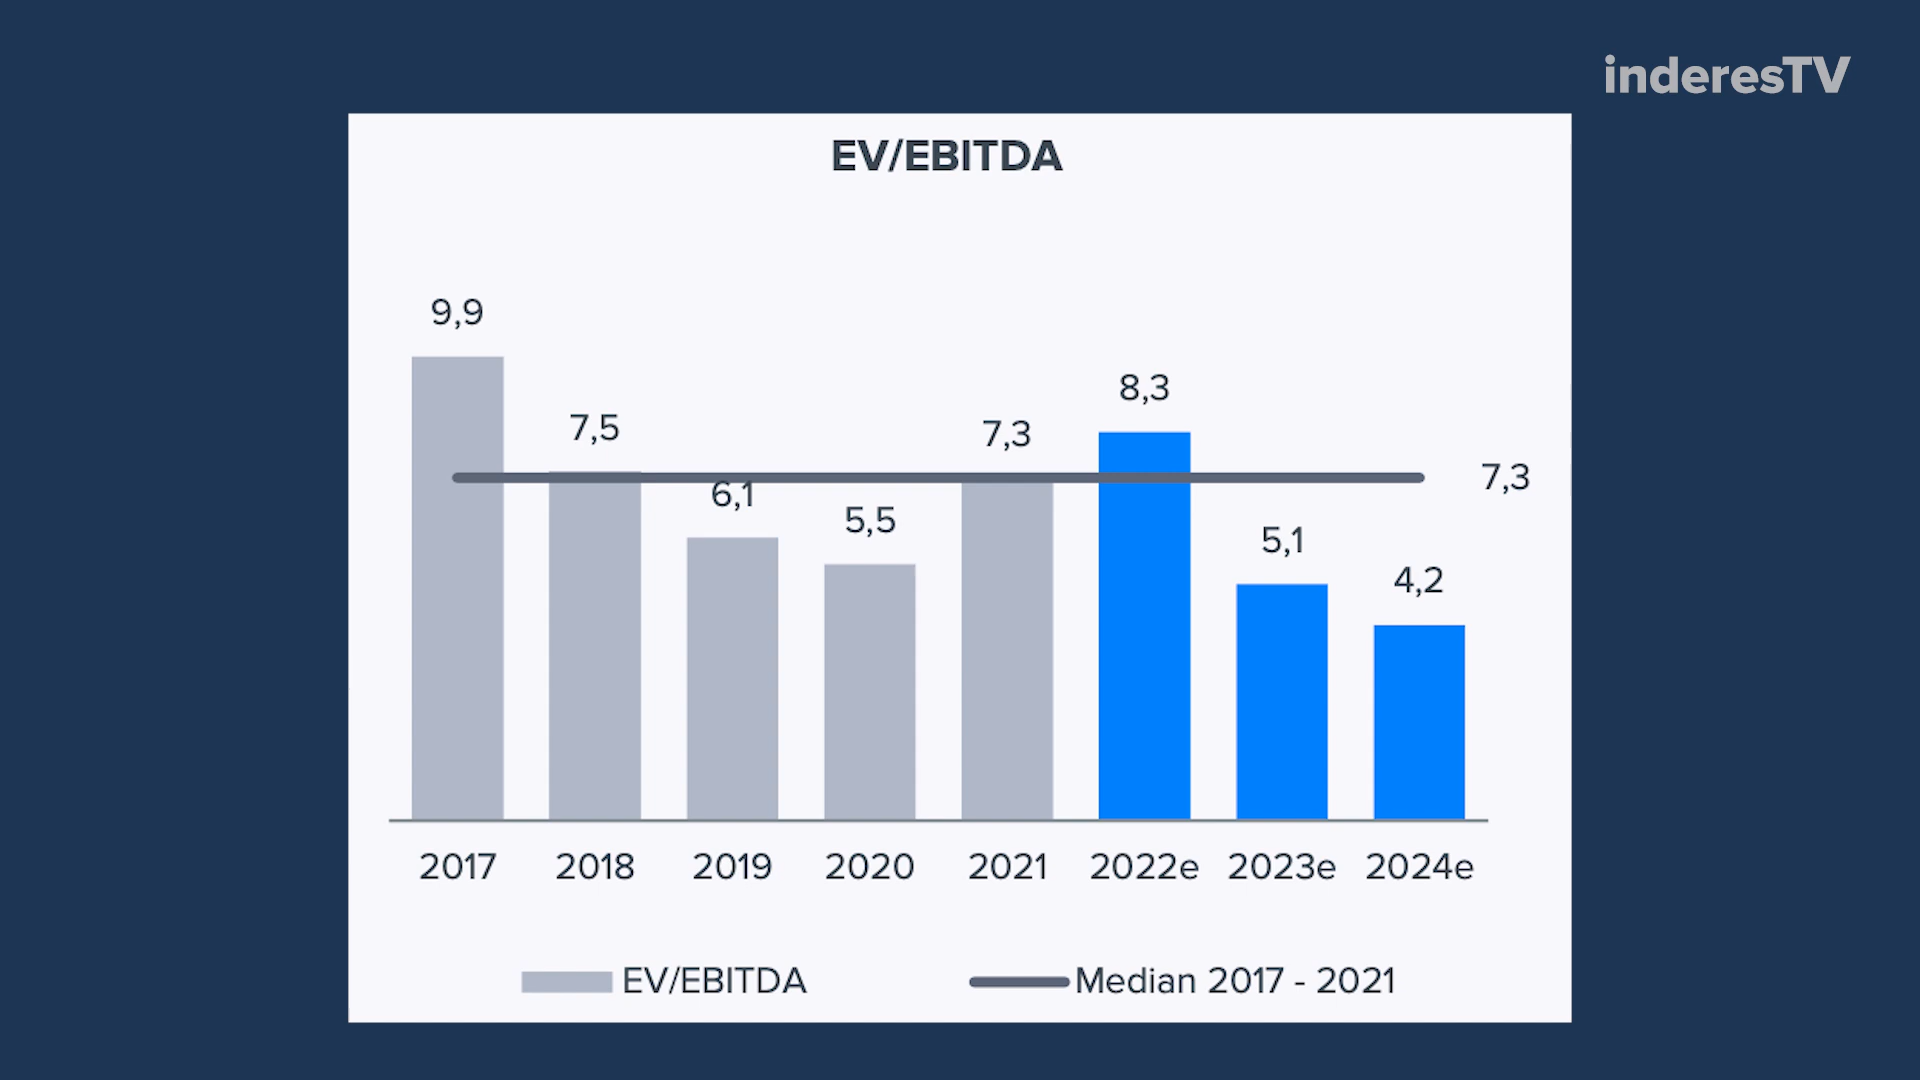 inderesTV
EV/EBITDA
9,9
7,5
6,1
5,5
7,3
8,3
5,1
4,2
7,3
2017 2018 2019 2020 2021 2022e 2023e 2024e
EV/EBITDA Median 2017 - 2021